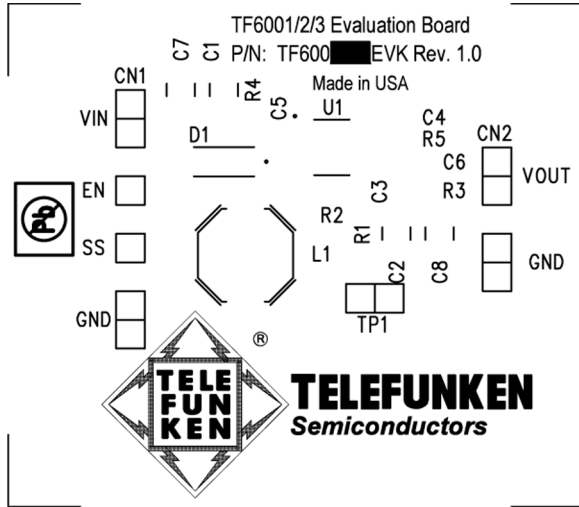 TF6001/2/3 Evaluation Board
P/N: TF600 EVK Rev. 1.0
Made in USA
C7
C1
CN1
R4
C5
U1
VIN
D1
C4
R5
CN2
C6
VOUT
R3
EN
C3
Pb
R2
R1
SS
L1
C2
C8
GND
GND
TP1
®
TELE
FUN
KEN
TELEFUNKEN
Semiconductors